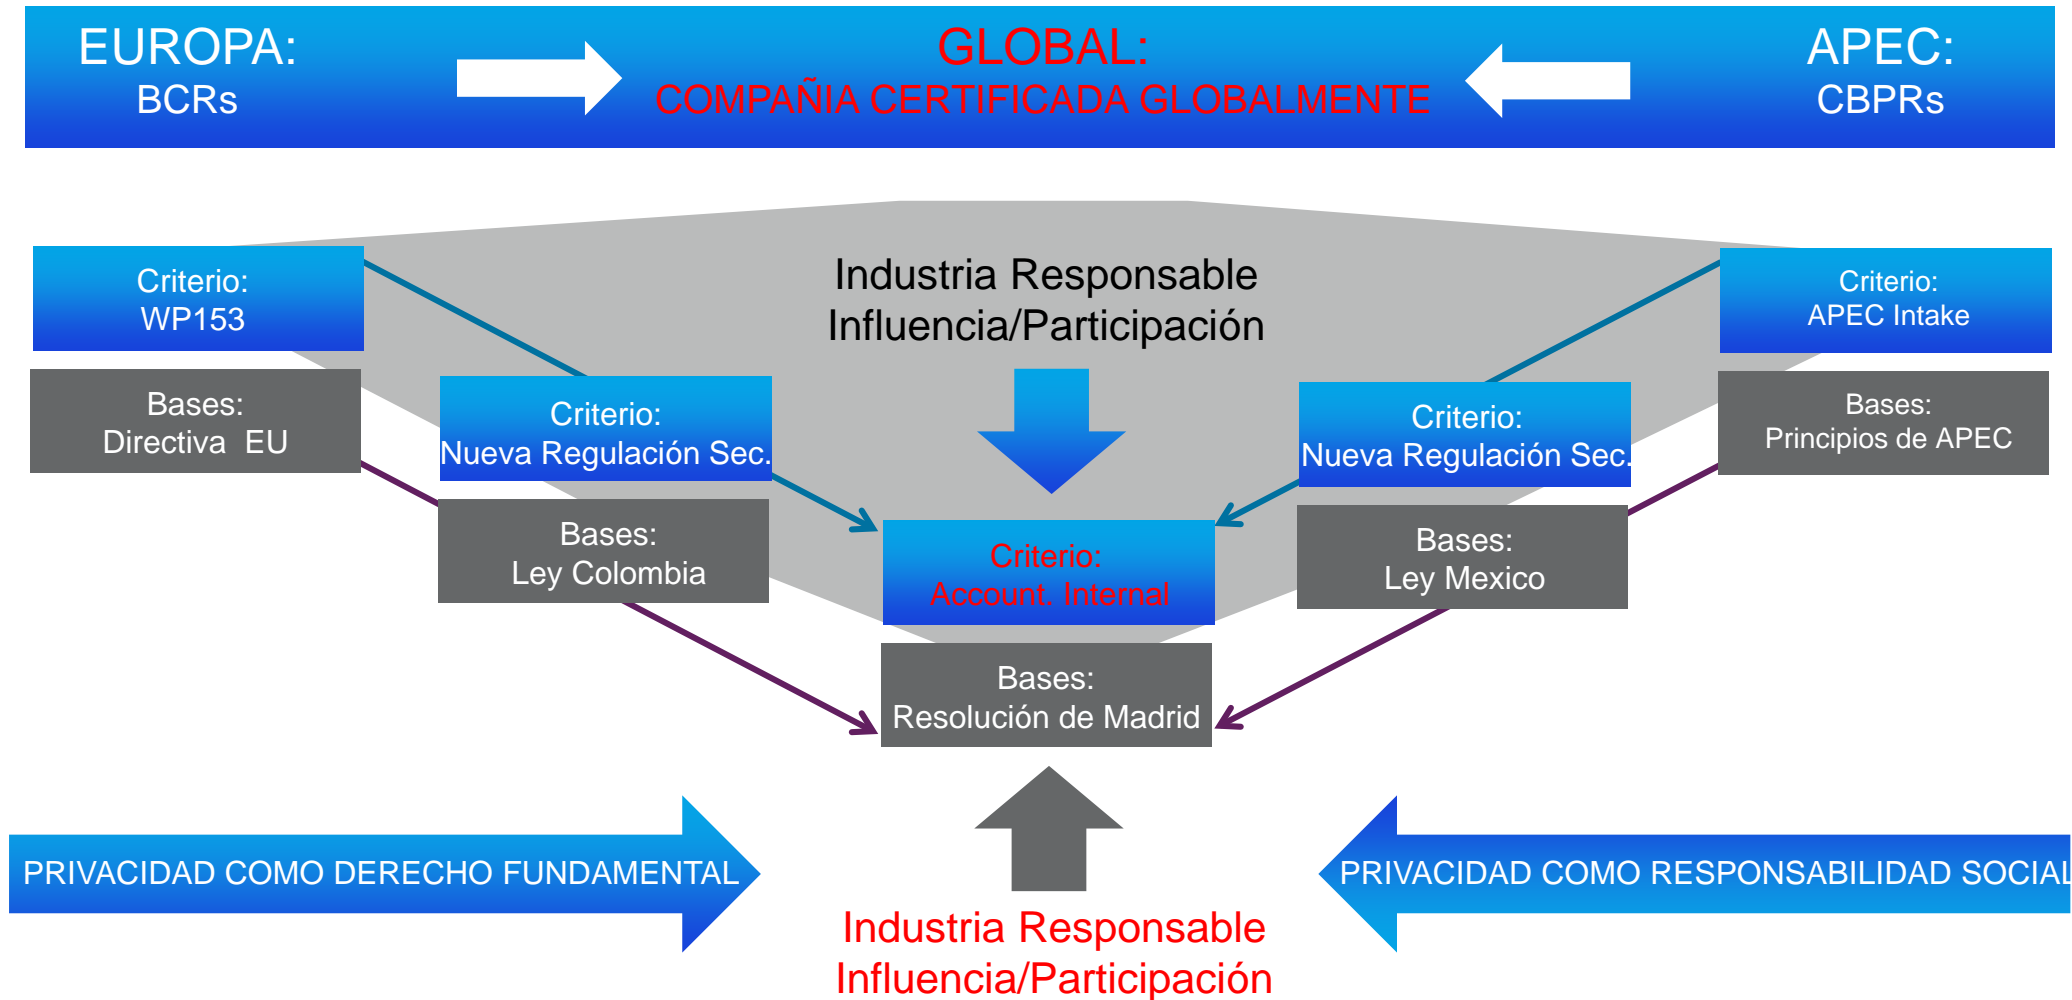 EUROPA:
BCRs
GLOBAL:
COMPAÑIA CERTIFICADA GLOBALMENTE
APEC:
CBPRs
Industria Responsable
Influencia/Participación
Criterio:
WP153
Bases:
Directiva EU
Criterio:
Nueva Regulación Sec.
Bases:
Ley Colombia
Criterio:
Account. Internal
Bases:
Resolución de Madrid
Criterio:
Nueva Regulación Sec.
Bases:
Ley Mexico
Criterio:
APEC Intake
Bases:
Principios de APEC
PRIVACIDAD COMO DERECHO FUNDAMENTAL
PRIVACIDAD COMO RESPONSABILIDAD SOCIAL
Industria Responsable
Influencia/Participación